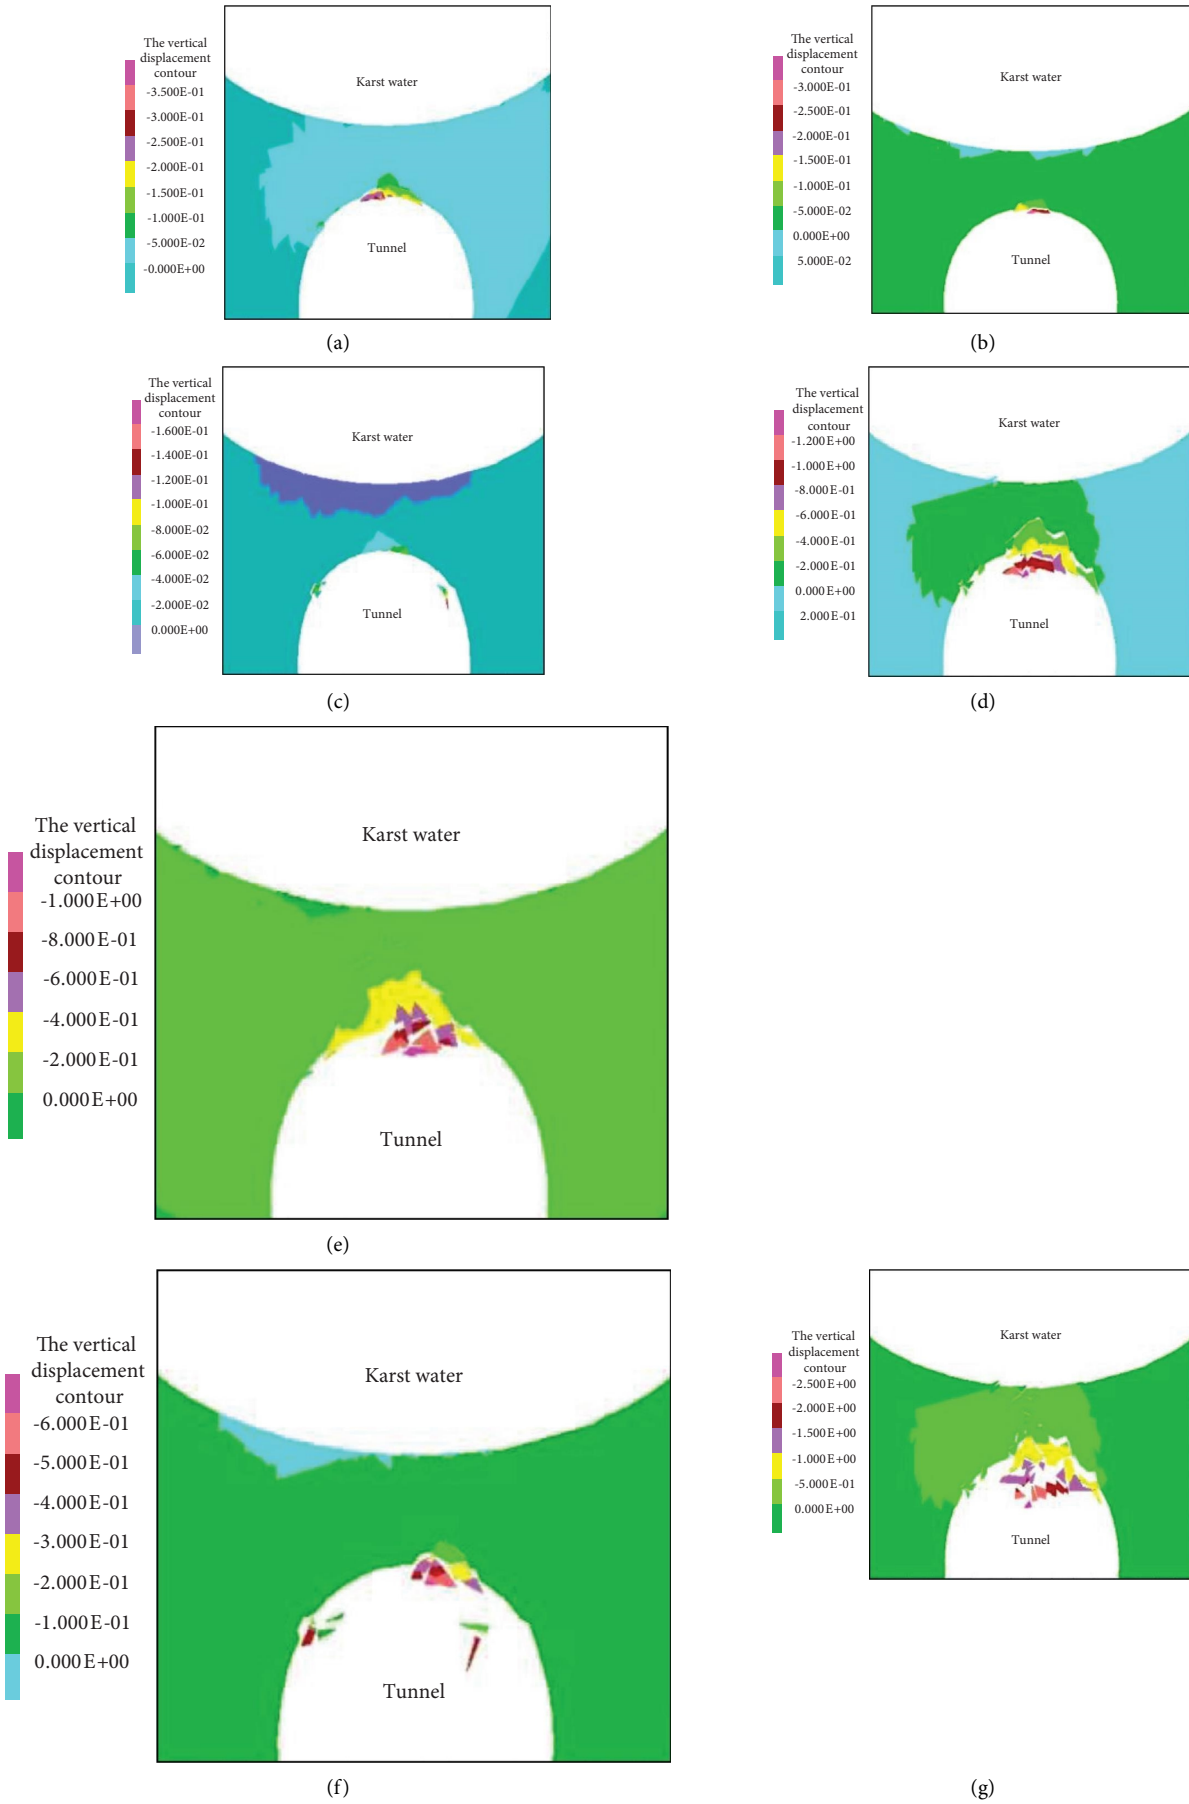 The vertical
displacement
contour
-3.500E-01
-3.000E-01
-2.500E-01
-2.000E-01
-1.500E-01
-1.000E-01
-5.000E-02
-0.000E+00
Karst water
Tunnel
(a)
The vertical
displacement
contour
-3.000E-01
-2.500E-01
-2.000E-01
-1.500E-01
-1.000E-01
-5.000E-02
0.000E+00
5.000E-02
Karst water
Tunnel
(b)
The vertical
displacement
contour
-1.600E-01
-1.400E-01
-1.200E-01
-1.000E-01
-8.000E-02
-6.000E-02
-4.000E-02
-2.000E-02
0.000E+00
Karst water
Tunnel
(c)
The vertical
displacement
contour
-1.200E+00
-1.000E+00
-8.000E-01
-6.000E-01
-4.000E-01
-2.000E-01
0.000E+00
2.000E-01
Karst water
Tunnel
(d)
The vertical
displacement
contour
-1.000E+00
-8.000E-01
-6.000E-01
-4.000E-01
-2.000E-01
0.000E+00
Karst water
Tunnel
(e)
The vertical
displacement
contour
-6.000E-01
-5.000E-01
-4.000E-01
-3.000E-01
-2.000E-01
-1.000E-01
0.000E+00
Karst water
Tunnel
(f)
The vertical
displacement
contour
-2.500E+00
-2.000E+00
-1.500E+00
-1.000E+00
-5.000E-01
0.000E+00
Karst water
Tunnel
(g)